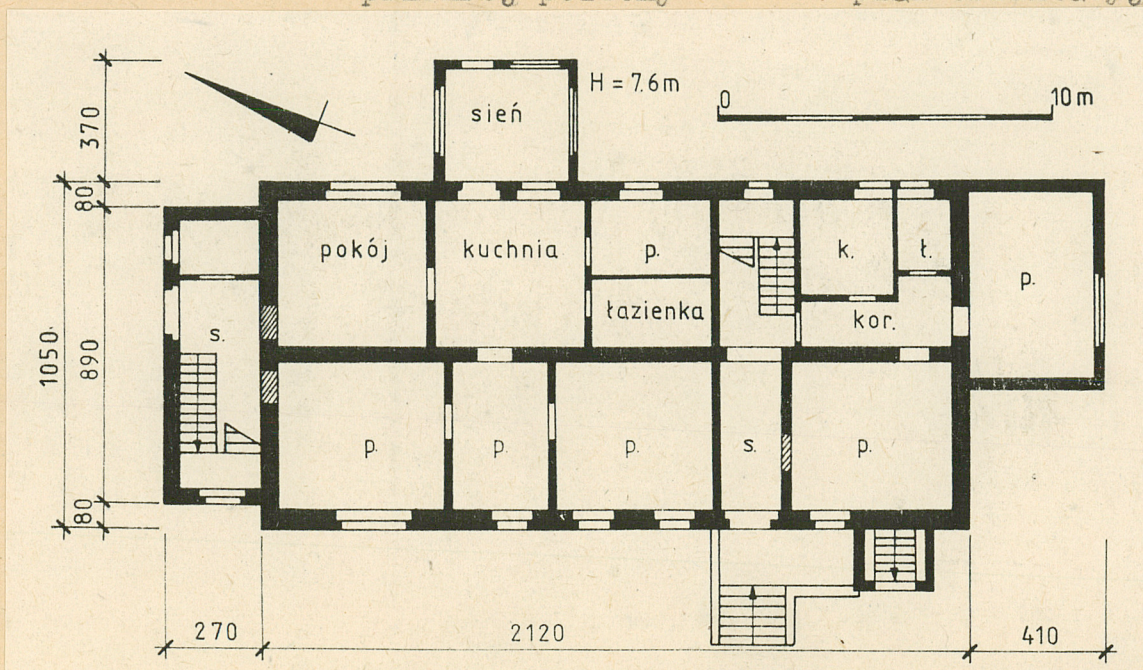 H = 7.6m
0 10 m
sień
370
80
890
1050
80
pokój
kuchnia
p.
k.
ł.
p.
s.
łazienka
kor.
p.
p.
p.
s.
p.
270
2120
410